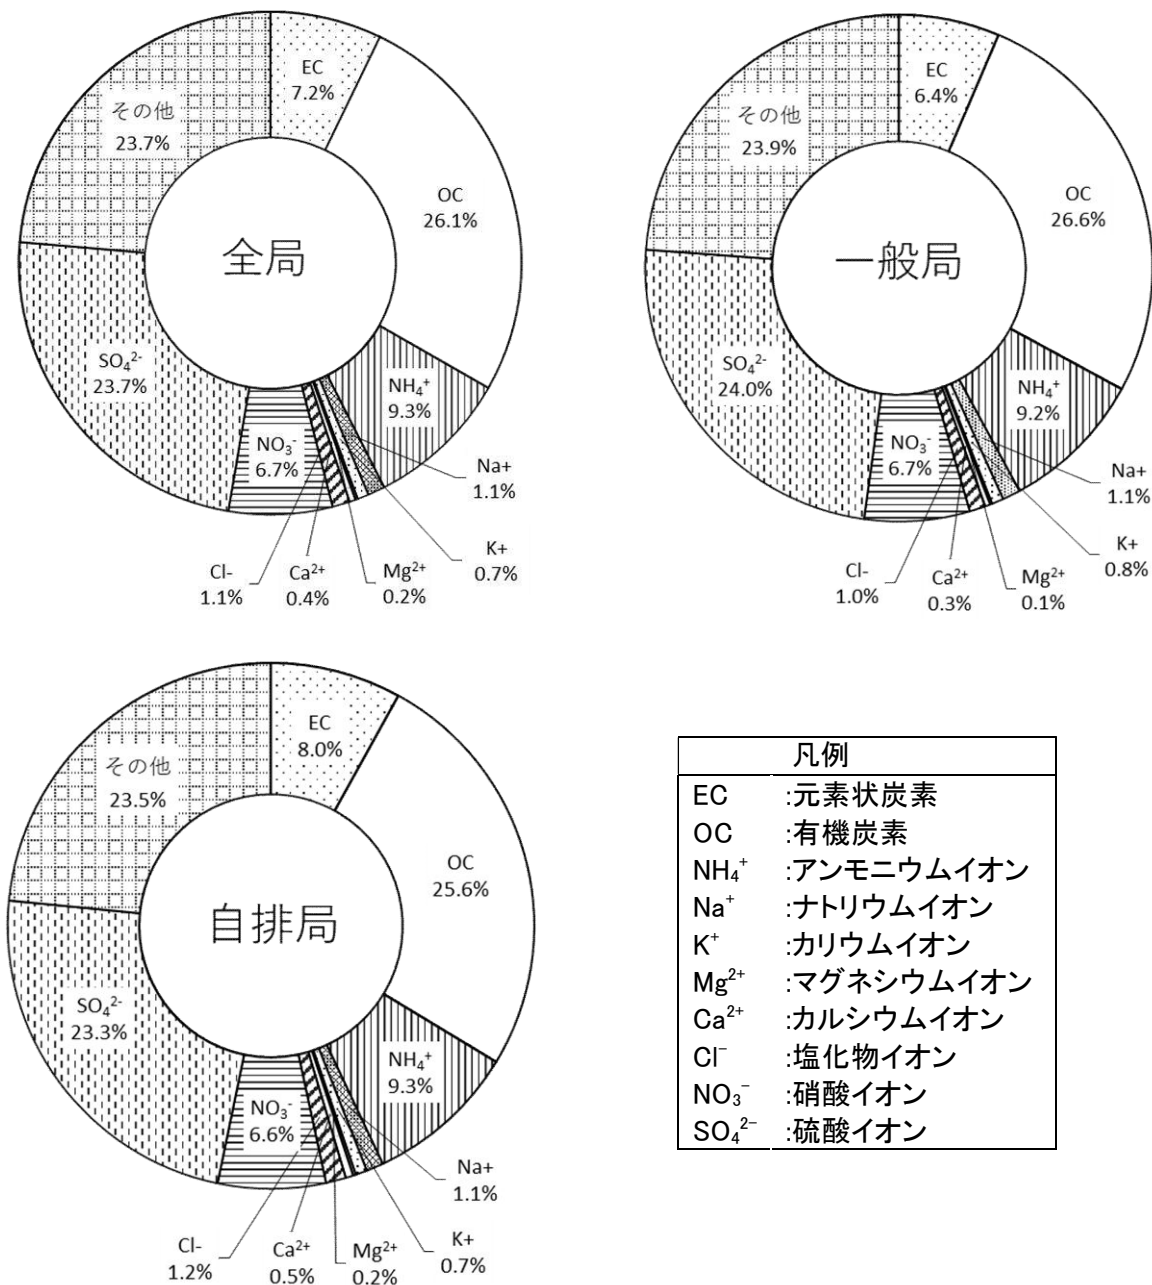 全局
EC
7.2%
OC
26.1%
NH₄⁺
9.3%
Na+
1.1%
K+
0.7%
Mg²⁺
0.2%
Ca²⁺
0.4%
Cl-
1.1%
NO₃⁻
6.7%
SO₄²⁻
23.7%
その他
23.7%
一般局
EC
6.4%
OC
26.6%
NH₄⁺
9.2%
Na+
1.1%
K+
0.8%
Mg²⁺
0.1%
Ca²⁺
0.3%
Cl-
1.0%
NO₃⁻
6.7%
SO₄²⁻
24.0%
その他
23.9%
自排局
EC
8.0%
OC
25.6%
NH₄⁺
9.3%
Na+
1.1%
K+
0.7%
Mg²⁺
0.2%
Ca²⁺
0.5%
Cl-
1.2%
NO₃⁻
6.6%
SO₄²⁻
23.3%
その他
23.5%
凡例
EC :元素状炭素
OC :有機炭素
NH₄⁺ :アンモニウムイオン
Na⁺ :ナトリウムイオン
K⁺ :カリウムイオン
Mg²⁺ :マグネシウムイオン
Ca²⁺ :カルシウムイオン
Cl⁻ :塩化物イオン
NO₃⁻ :硝酸イオン
SO₄²⁻ :硫酸イオン